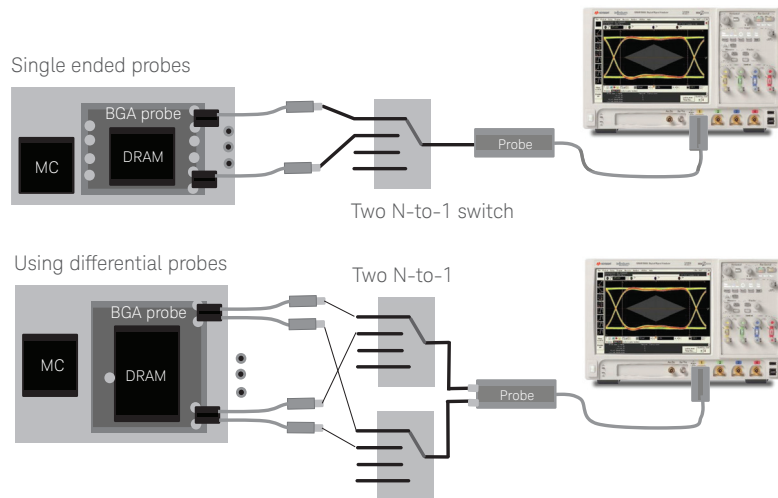 Single ended probes
BGA probe
MC
DRAM
Probe
Two N-to-1 switch
Using differential probes
Two N-to-1
BGA probe
MC
DRAM
Probe